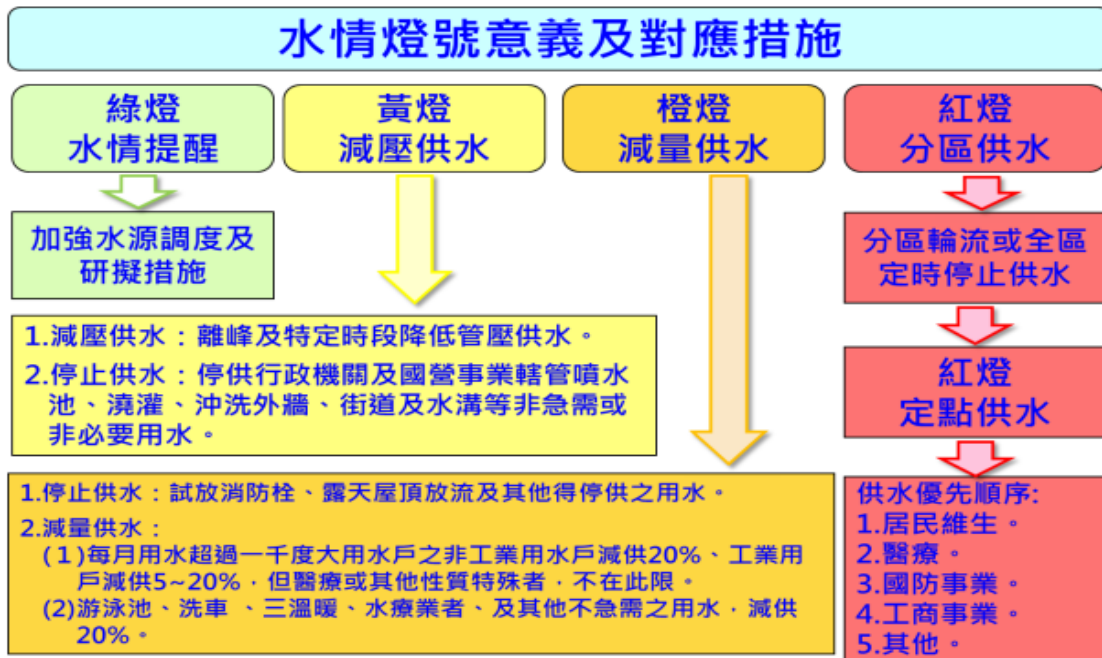 水情燈號意義及對應措施
綠燈
水情提醒
加強水源調度及
研擬措施
黃燈
減壓供水
1.減壓供水：離峰及特定時段降低管壓供水。
2.停止供水：停供行政機關及國營事業轄管噴水
池、澆灌、沖洗外牆、街道及水溝等非急需或
非必要用水。
橙燈
減量供水
1.停止供水：試放消防栓、露天屋頂放流及其他得停供之用水。
2.減量供水：
(1)每月用水超過一千度大用水戶之非工業用水戶減供20%、工業用
戶減供5~20%，但醫療或其他性質特殊者，不在此限。
(2)游泳池、洗車 、三溫暖、水療業者、及其他不急需之用水，減供
20%。
紅燈
分區供水
分區輪流或全區
定時停止供水
紅燈
定點供水
供水優先順序:
1.居民維生。
2.醫療。
3.國防事業。
4.工商事業。
5.其他。